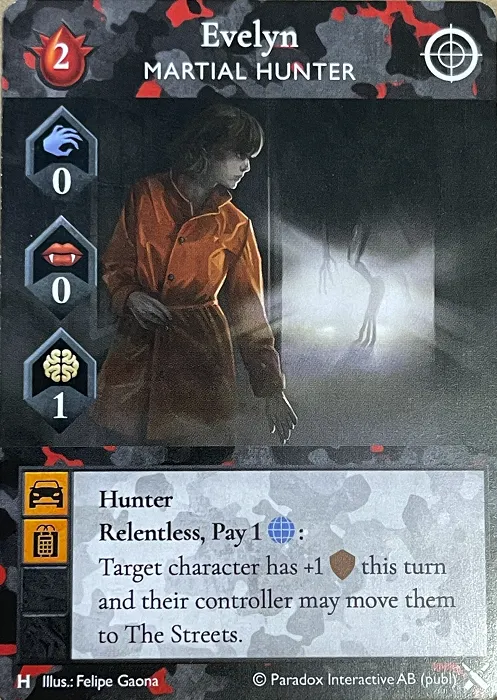 2
Evelyn
MARTIAL HUNTER
0
0
1
Hunter
Relentless, Pay 1 :
Target character has +1 this turn
and their controller may move them
to The Streets.
H Illus.: Felipe Gaona © Paradox Interactive AB (publ)